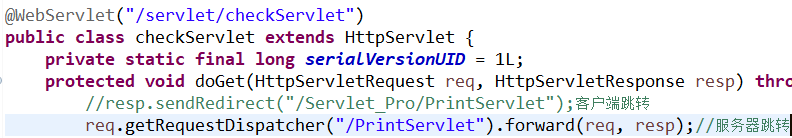 @WebServlet("/servlet/checkServlet")
public class checkServlet extends HttpServlet {
private static final long serialVersionUID = 1L;
protected void doGet(HttpServletRequest req, HttpServletResponse resp) thro
//resp.sendRedirect("/Servlet_Pro/PrintServlet");客户端跳转
req.getRequestDispatcher("/PrintServlet").forward(req, resp);//服务器跳转